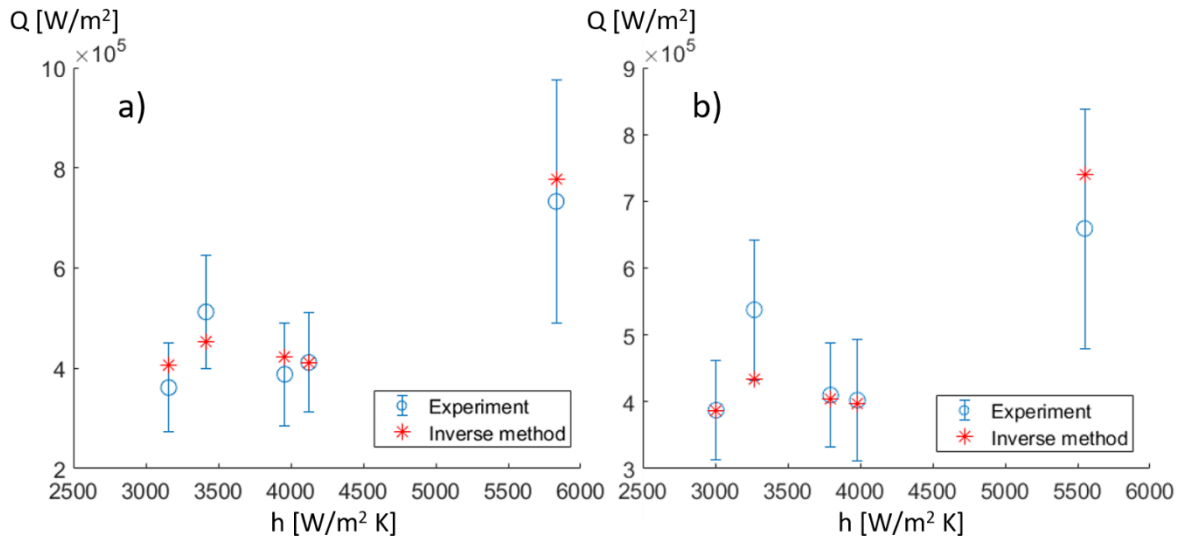 Q [W/m²]
×10⁵
10
8
6
4
2
2500 3000 3500 4000 4500 5000 5500 6000
h [W/m² K]
a)
Experiment
Inverse method
Q [W/m²]
×10⁵
9
8
7
6
5
4
3
2500 3000 3500 4000 4500 5000 5500 6000
h [W/m² K]
b)
Experiment
Inverse method